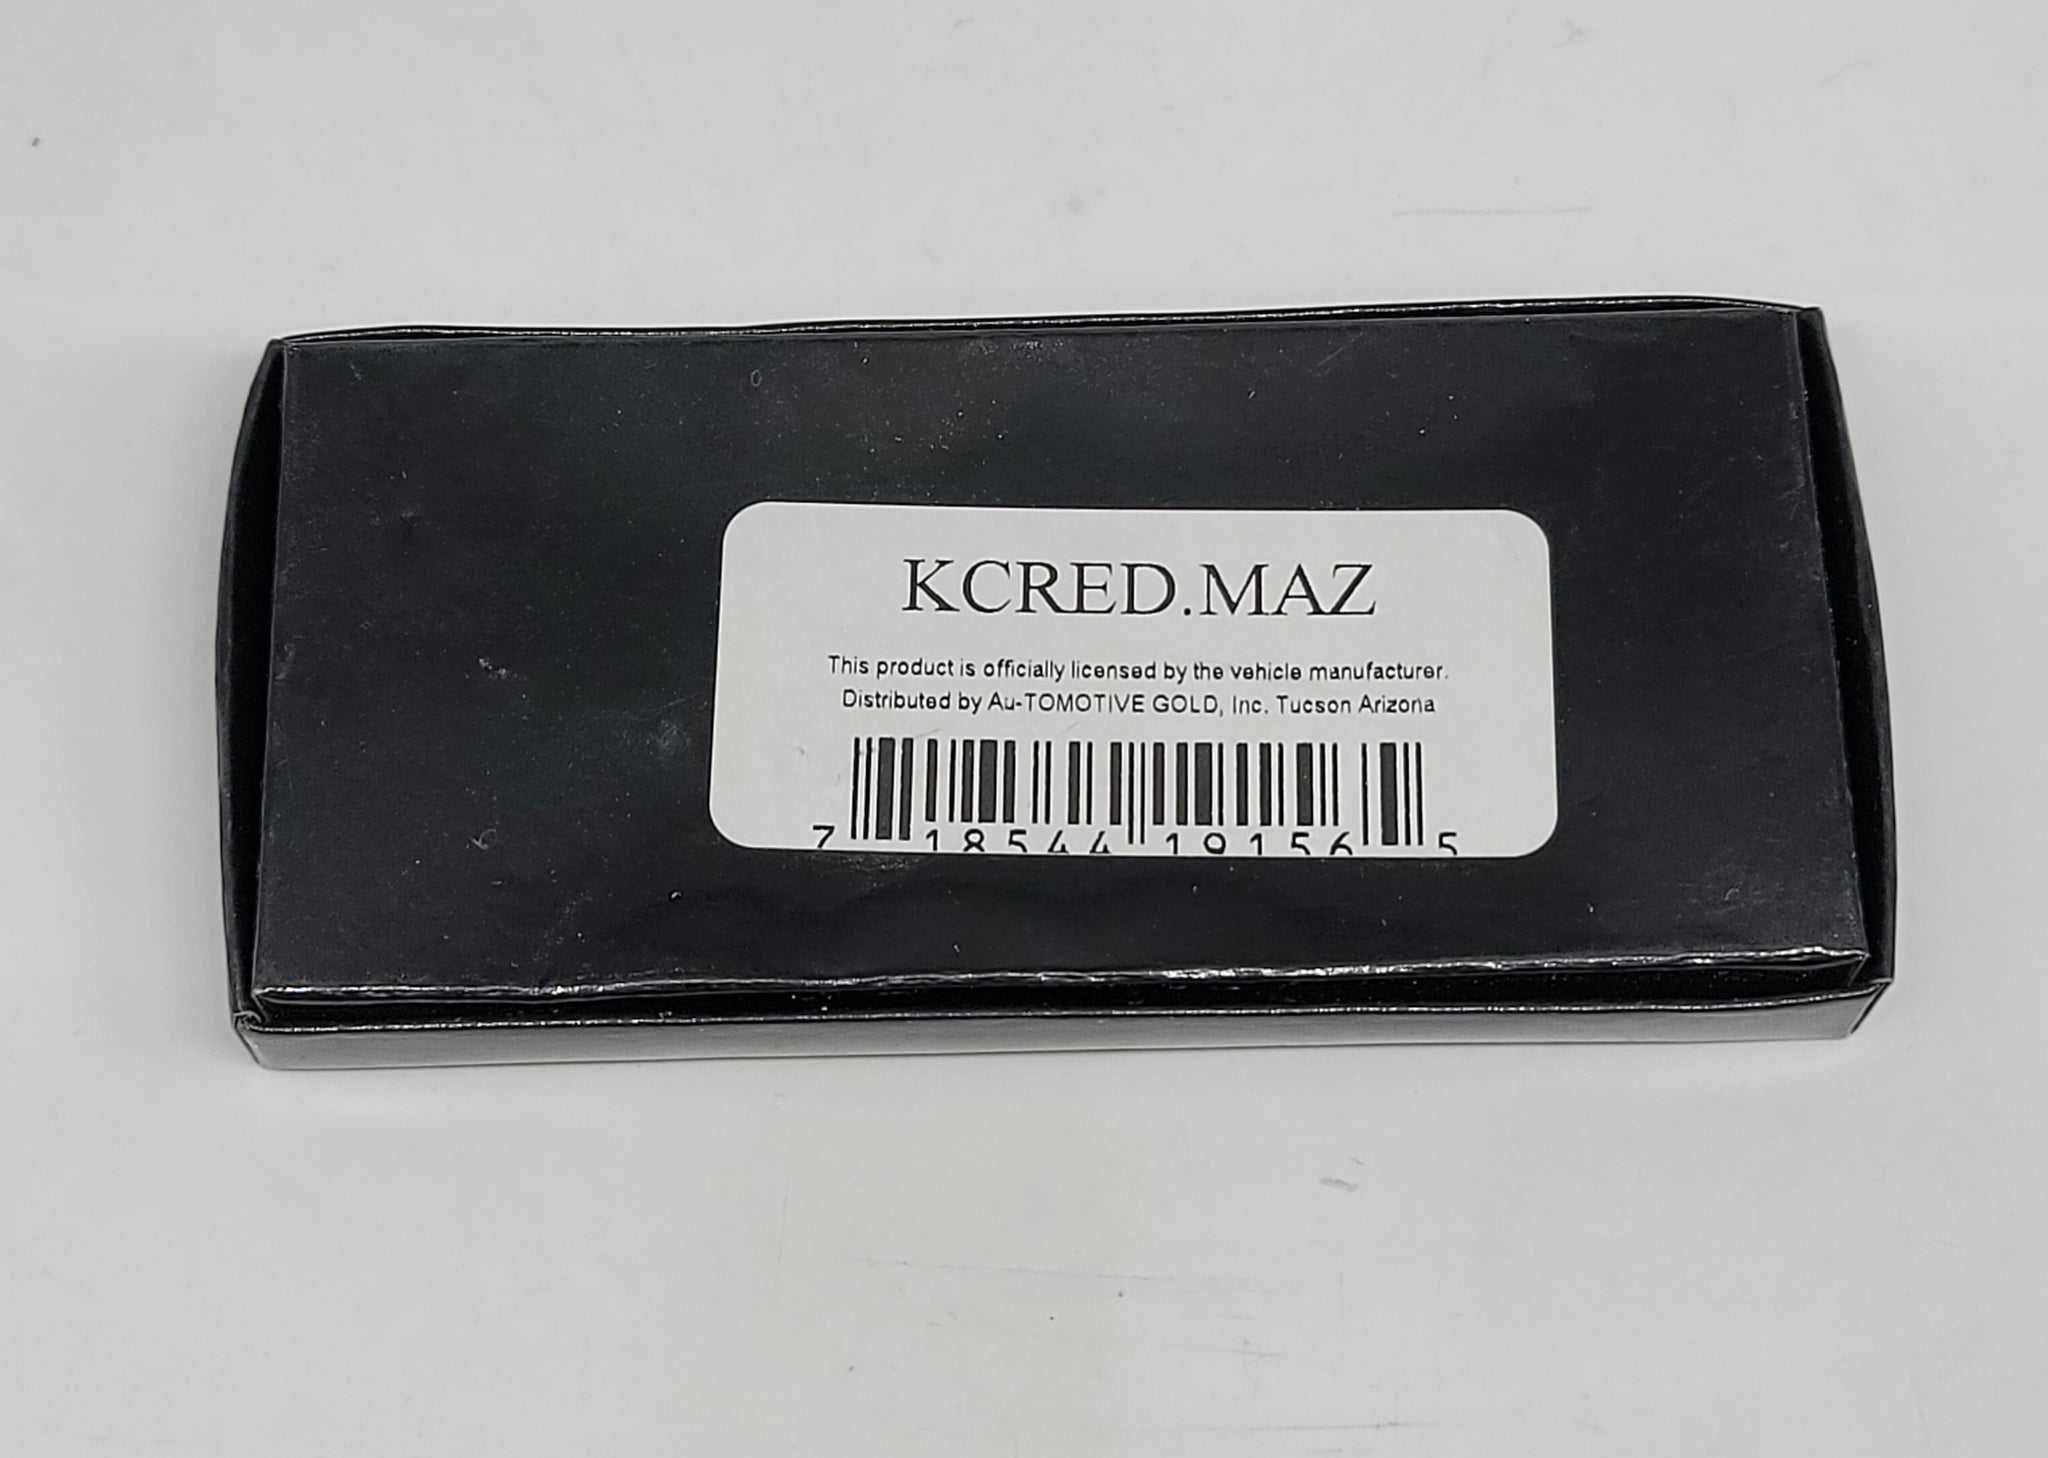 KCRED.MAZ
This product is officially licensed by the vehicle manufacturer.
Distributed by Au-TOMOTIVE GOLD, Inc. Tucson Arizona
7 18544 19156 5